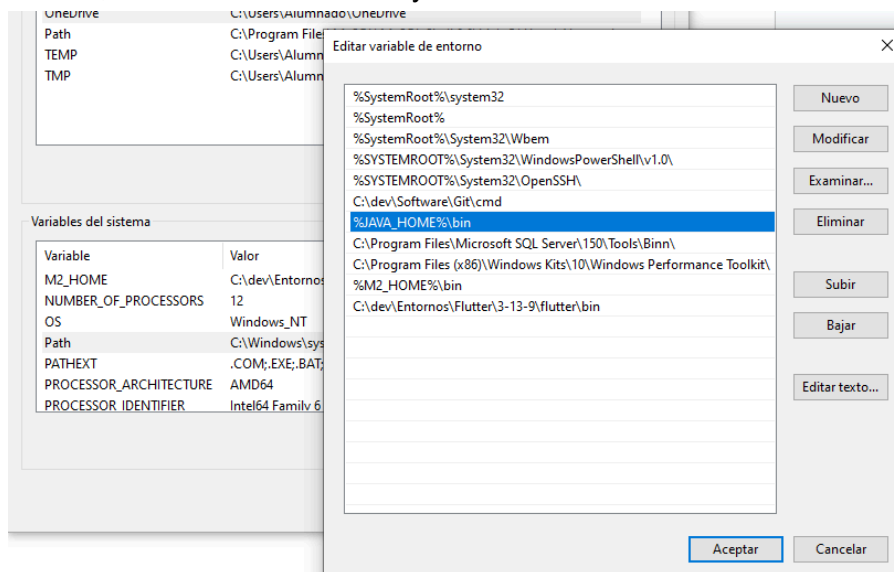 OneDrive C:\Users\Alumnado\OneDrive
Path C:\Program File
TEMP C:\Users\Alumn
TMP C:\Users\Alumn
Editar variable de entorno
%SystemRoot%\system32
%SystemRoot%
%SystemRoot%\System32\Wbem
%SYSTEMROOT%\System32\WindowsPowerShell\v1.0\
%SYSTEMROOT%\System32\OpenSSH\
C:\dev\Software\Git\cmd
%JAVA_HOME%\bin
C:\Program Files\Microsoft SQL Server\150\Tools\Binn\
C:\Program Files (x86)\Windows Kits\10\Windows Performance Toolkit\
%M2_HOME%\bin
C:\dev\Entornos\Flutter\3-13-9\flutter\bin
Nuevo
Modificar
Examinar...
Eliminar
Subir
Bajar
Editar texto...
Aceptar
Cancelar
Variables del sistema
Variable Valor
M2_HOME C:\dev\Entornos
NUMBER_OF_PROCESSORS 12
OS Windows_NT
Path C:\Windows\sys
PATHEXT .COM;.EXE;.BAT;
PROCESSOR_ARCHITECTURE AMD64
PROCESSOR IDENTIFIER Intel64 Family 6